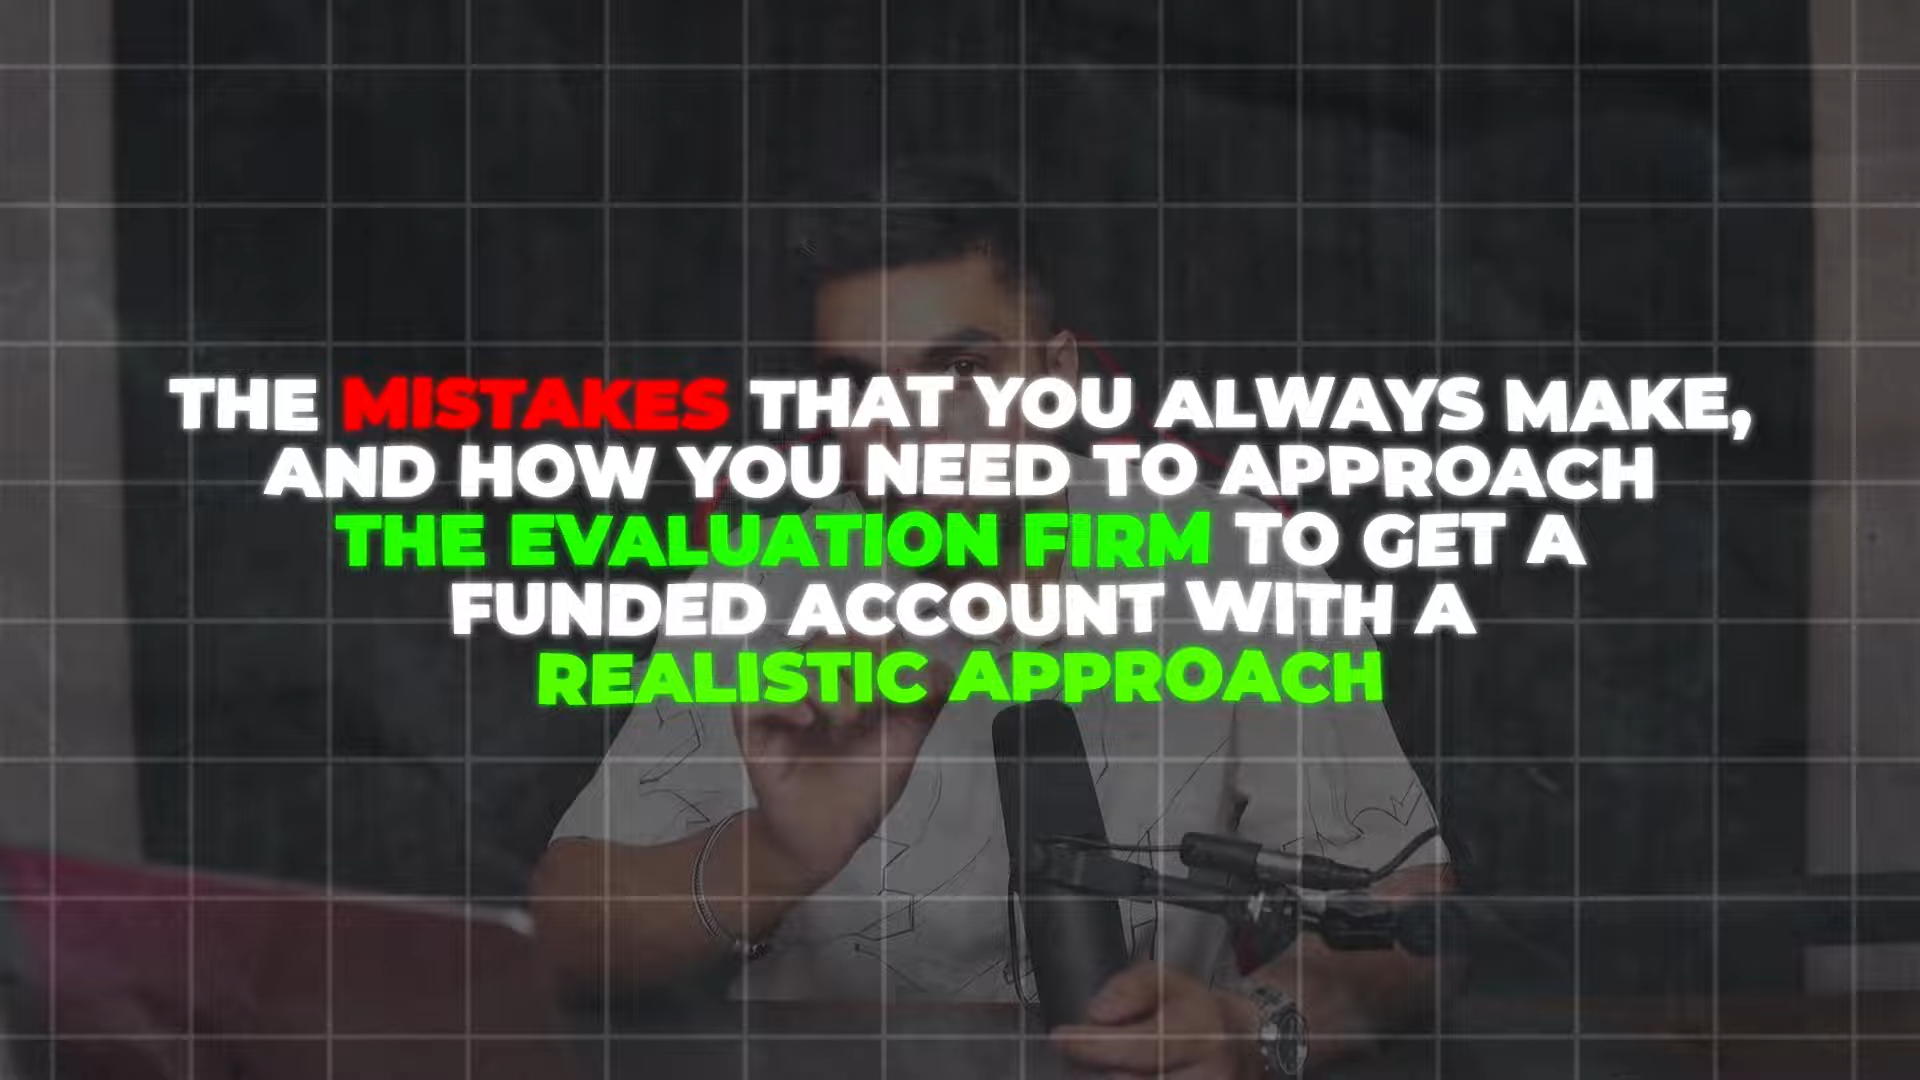 THE MISTAKES THAT YOU ALWAYS MAKE,
AND HOW YOU NEED TO APPROACH
THE EVALUATION FIRM TO GET A
FUNDED ACCOUNT WITH A
REALISTIC APPROACH